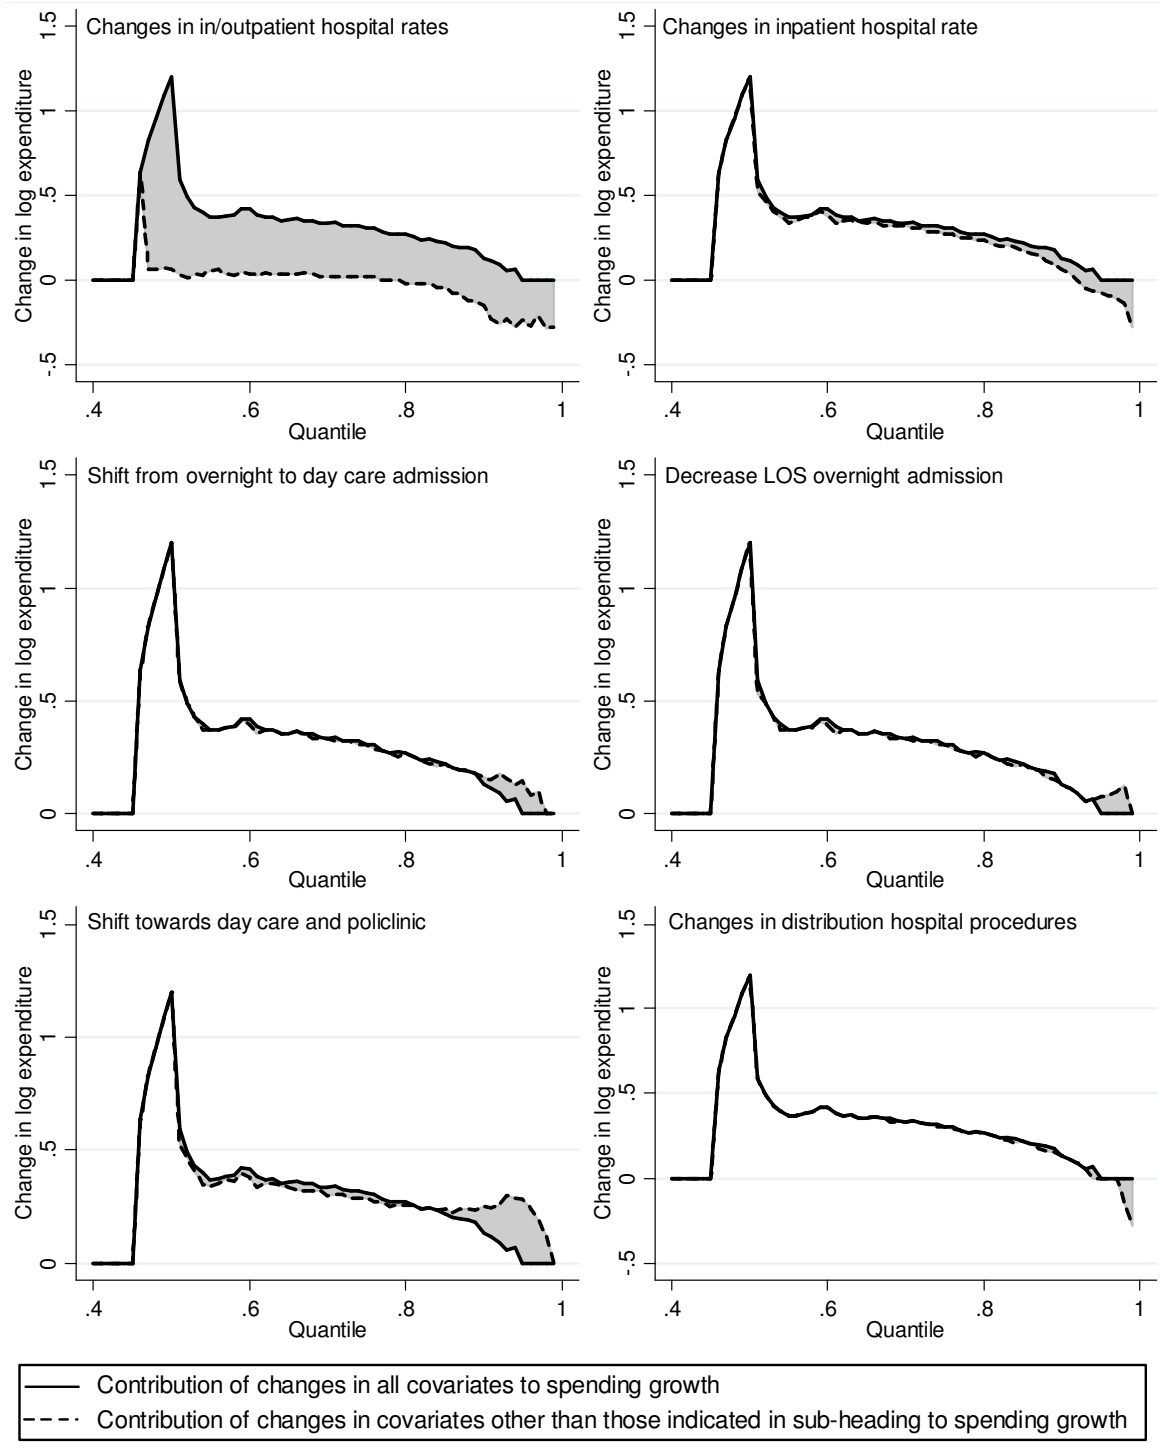 Changes in in/outpatient hospital rates
Change in log expenditure
1.5
1
.5
0
-.5
.4 .6 .8 1
Quantile
Changes in inpatient hospital rate
Change in log expenditure
1.5
1
.5
0
-.5
.4 .6 .8 1
Quantile
Shift from overnight to day care admission
Change in log expenditure
1.5
1
.5
0
.4 .6 .8 1
Quantile
Decrease LOS overnight admission
Change in log expenditure
1.5
1
.5
0
.4 .6 .8 1
Quantile
Shift towards day care and policlinic
Change in log expenditure
1.5
1
.5
0
.4 .6 .8 1
Quantile
Changes in distribution hospital procedures
Change in log expenditure
1.5
1
.5
0
-.5
.4 .6 .8 1
Quantile
Contribution of changes in all covariates to spending growth
Contribution of changes in covariates other than those indicated in sub-heading to spending growth